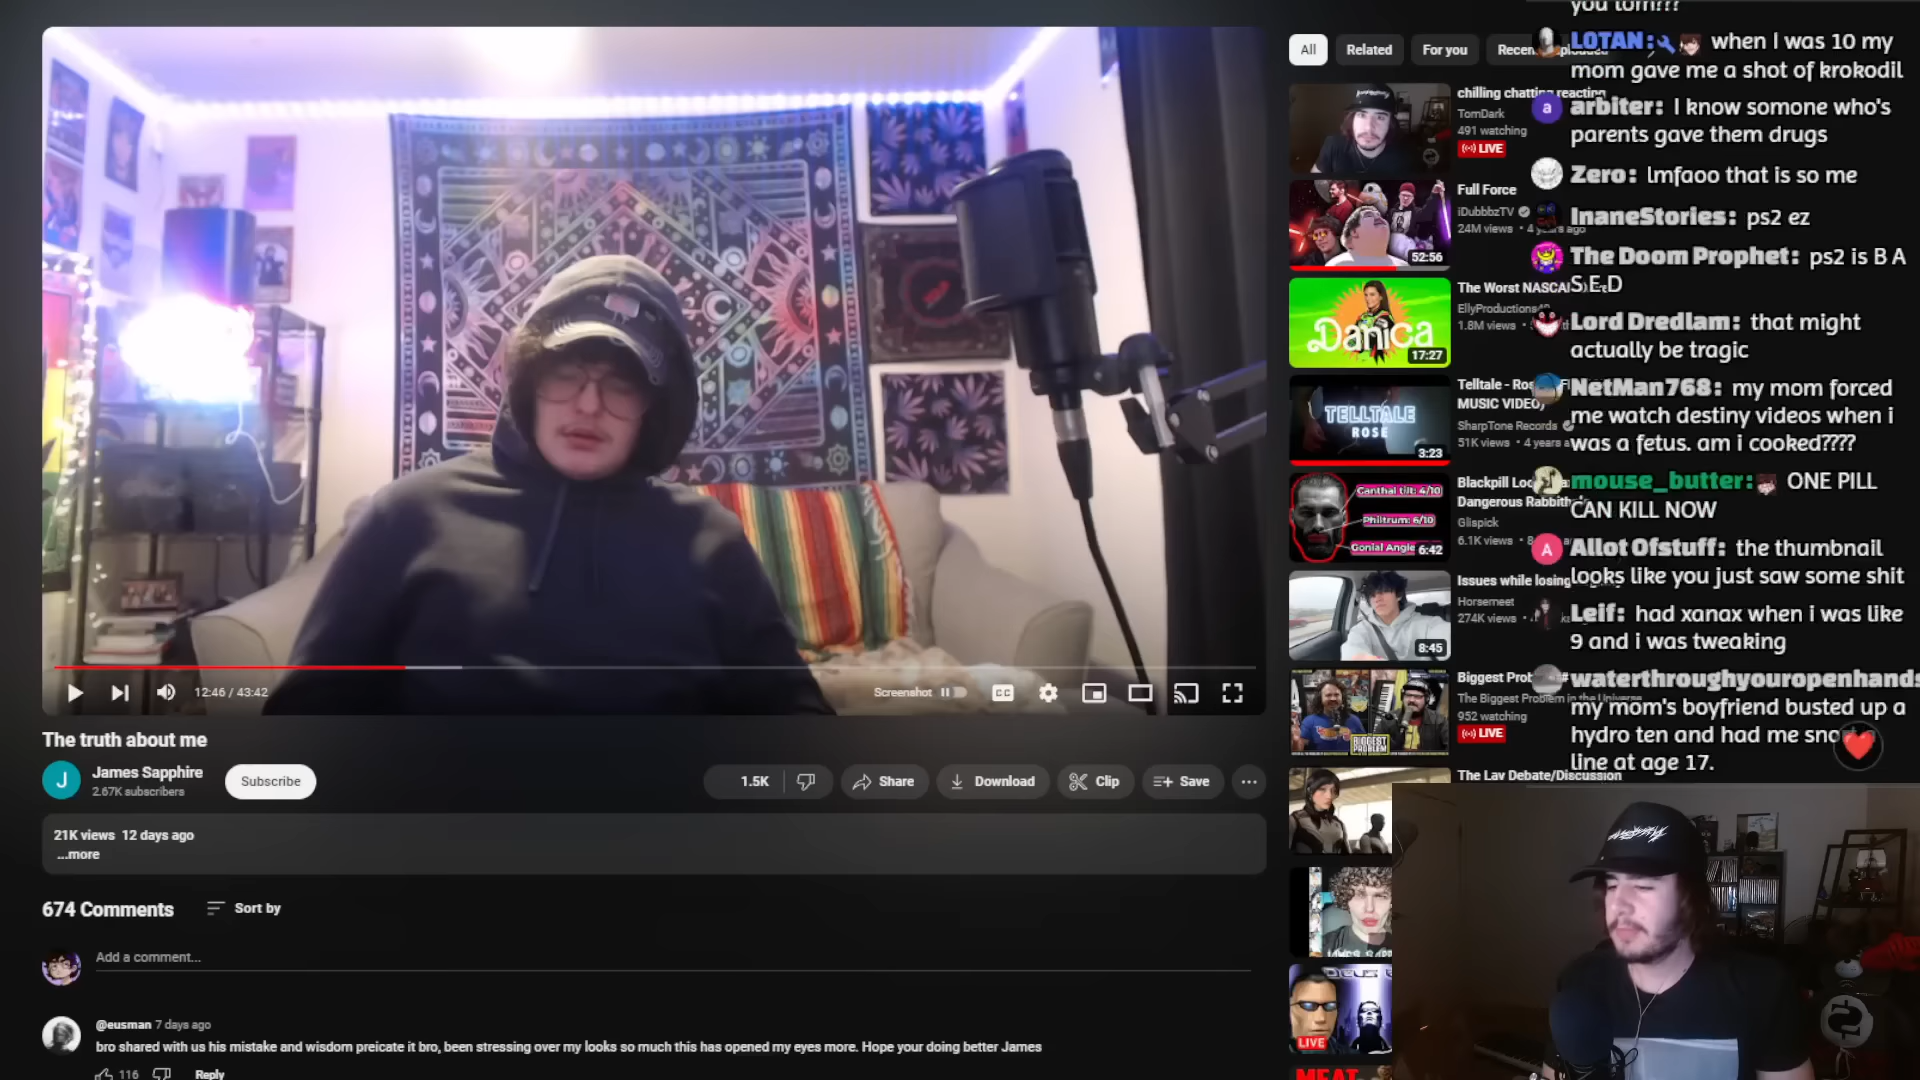 All
Related
For you
you tom???
LOTAN: when I was 10 my
mom gave me a shot of krokodil
arbiter: I know somone who's
parents gave them drugs
Zero: lmfaoo that is so me
InaneStories: ps2 ez
The Doom Prophet: ps2 is B A
S E D
Lord Dredlam: that might
actually be tragic
NetMan768: my mom forced
me watch destiny videos when i
was a fetus. am i cooked????
mouse_butter: ONE PILL
CAN KILL NOW
Allot Ofstuff: the thumbnail
looks like you just saw some shit
Leif: had xanax when i was like
9 and i was tweaking
waterthroughyouropenhands
my mom's boyfriend busted up a
hydro ten and had me
line at age 17.
chilling chatting reacting
TomDark
491 watching
LIVE
Full Force
iDubbbzTV
24M views • 4 years ago
52:56
The Worst
EllyProductions
1.8M views
Danica
17:27
Telltale
MUSIC VIDEO)
SharpTone Records
51K views • 4 years
TELLTALE
ROSE
3:23
Blackpill
Dangerous
Glispick
6.1K views
Canthal tilt: 4/10
Philtrum: 6/10
Gonial Angle
6:42
Issues while losing
Horsemeet
274K views
8:45
Biggest
The Biggest Problem in the Universe
952 watching
LIVE
BIGGEST
PROBLEM
The Lav Debate/Discussion
LIVE
MEAT
12:46 / 43:42
Screenshot
CC
The truth about me
J
James Sapphire
2.67K subscribers
Subscribe
1.5K
Share
Download
Clip
Save
21K views 12 days ago
...more
674 Comments
Sort by
Add a comment...
@eusman 7 days ago
bro shared with us his mistake and wisdom preicate it bro, been stressing over my looks so much this has opened my eyes more. Hope your doing better James
116
Reply